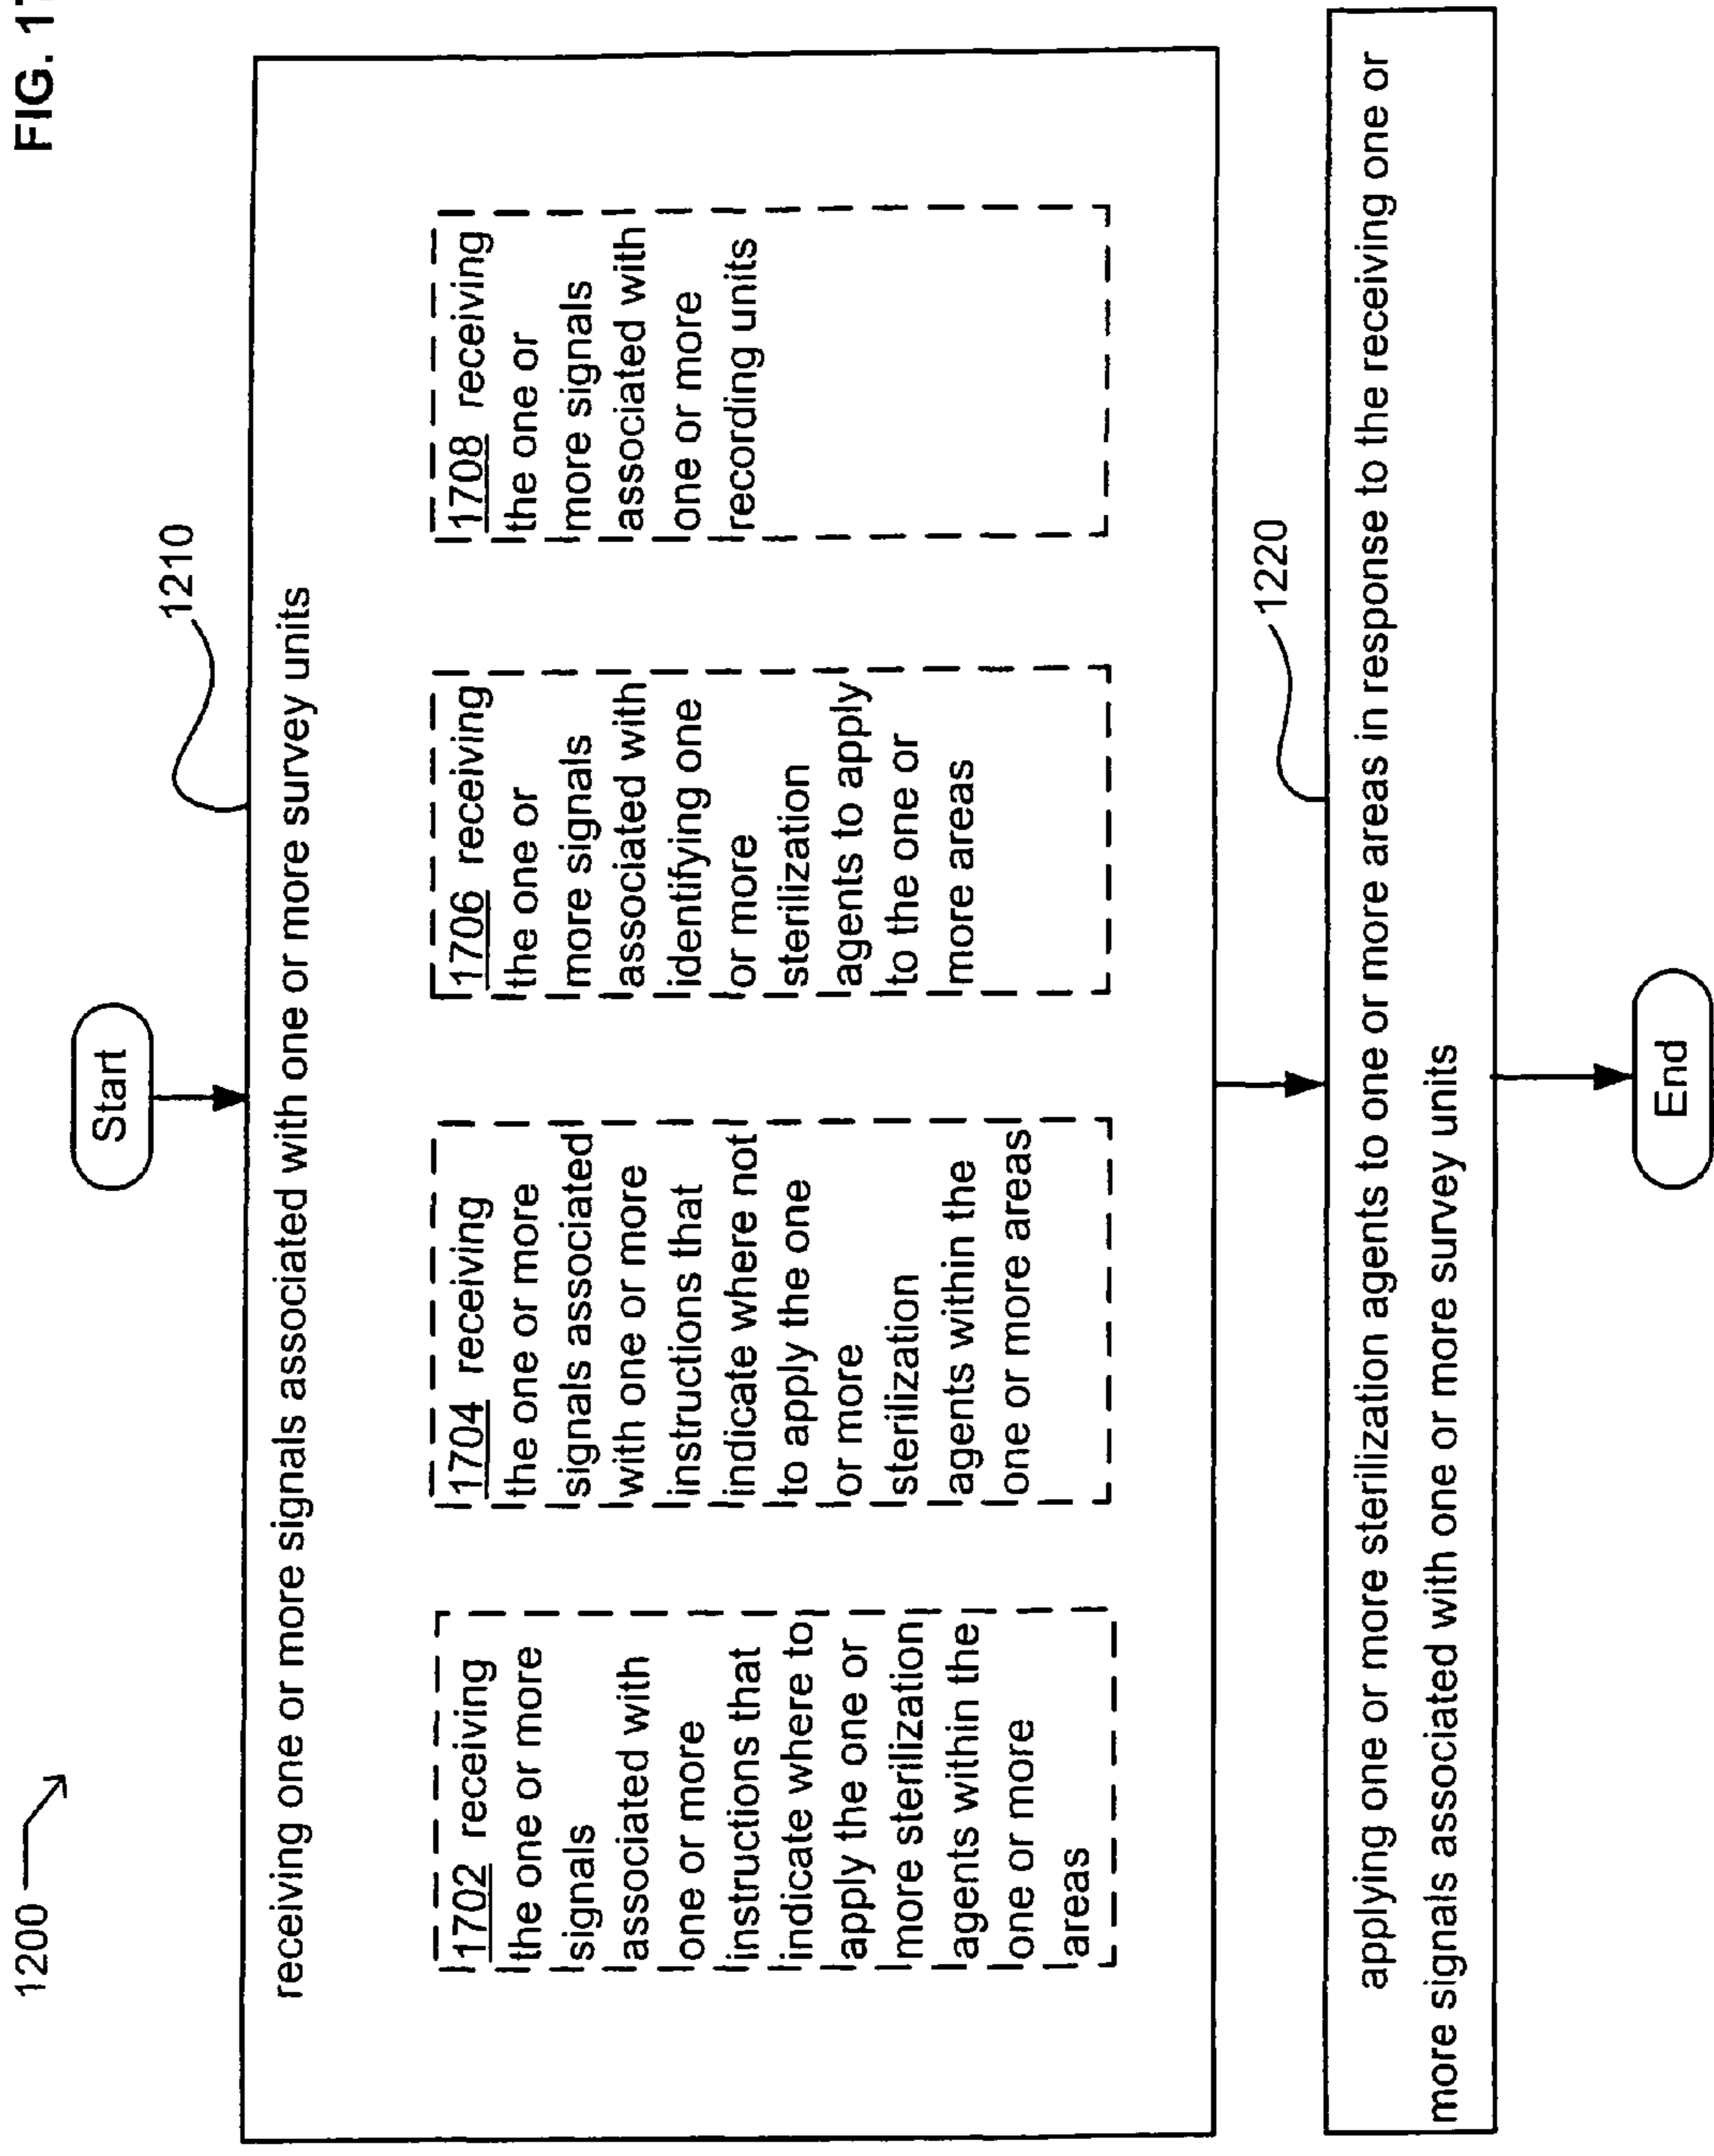 FIG. 17
1200
Start
1210
receiving one or more signals associated with one or more survey units
1702 receiving
the one or more
signals
associated with
one or more
instructions that
indicate where to
apply the one or
more sterilization
agents within the
one or more
areas
1704 receiving
the one or more
signals associated
with one or more
instructions that
indicate where not
to apply the one
or more
sterilization
agents within the
one or more areas
1706 receiving
the one or
more signals
associated with
identifying one
or more
sterilization
agents to apply
to the one or
more areas
1708 receiving
the one or
more signals
associated with
one or more
recording units
1220
applying one or more sterilization agents to one or more areas in response to the receiving one or
more signals associated with one or more survey units
End